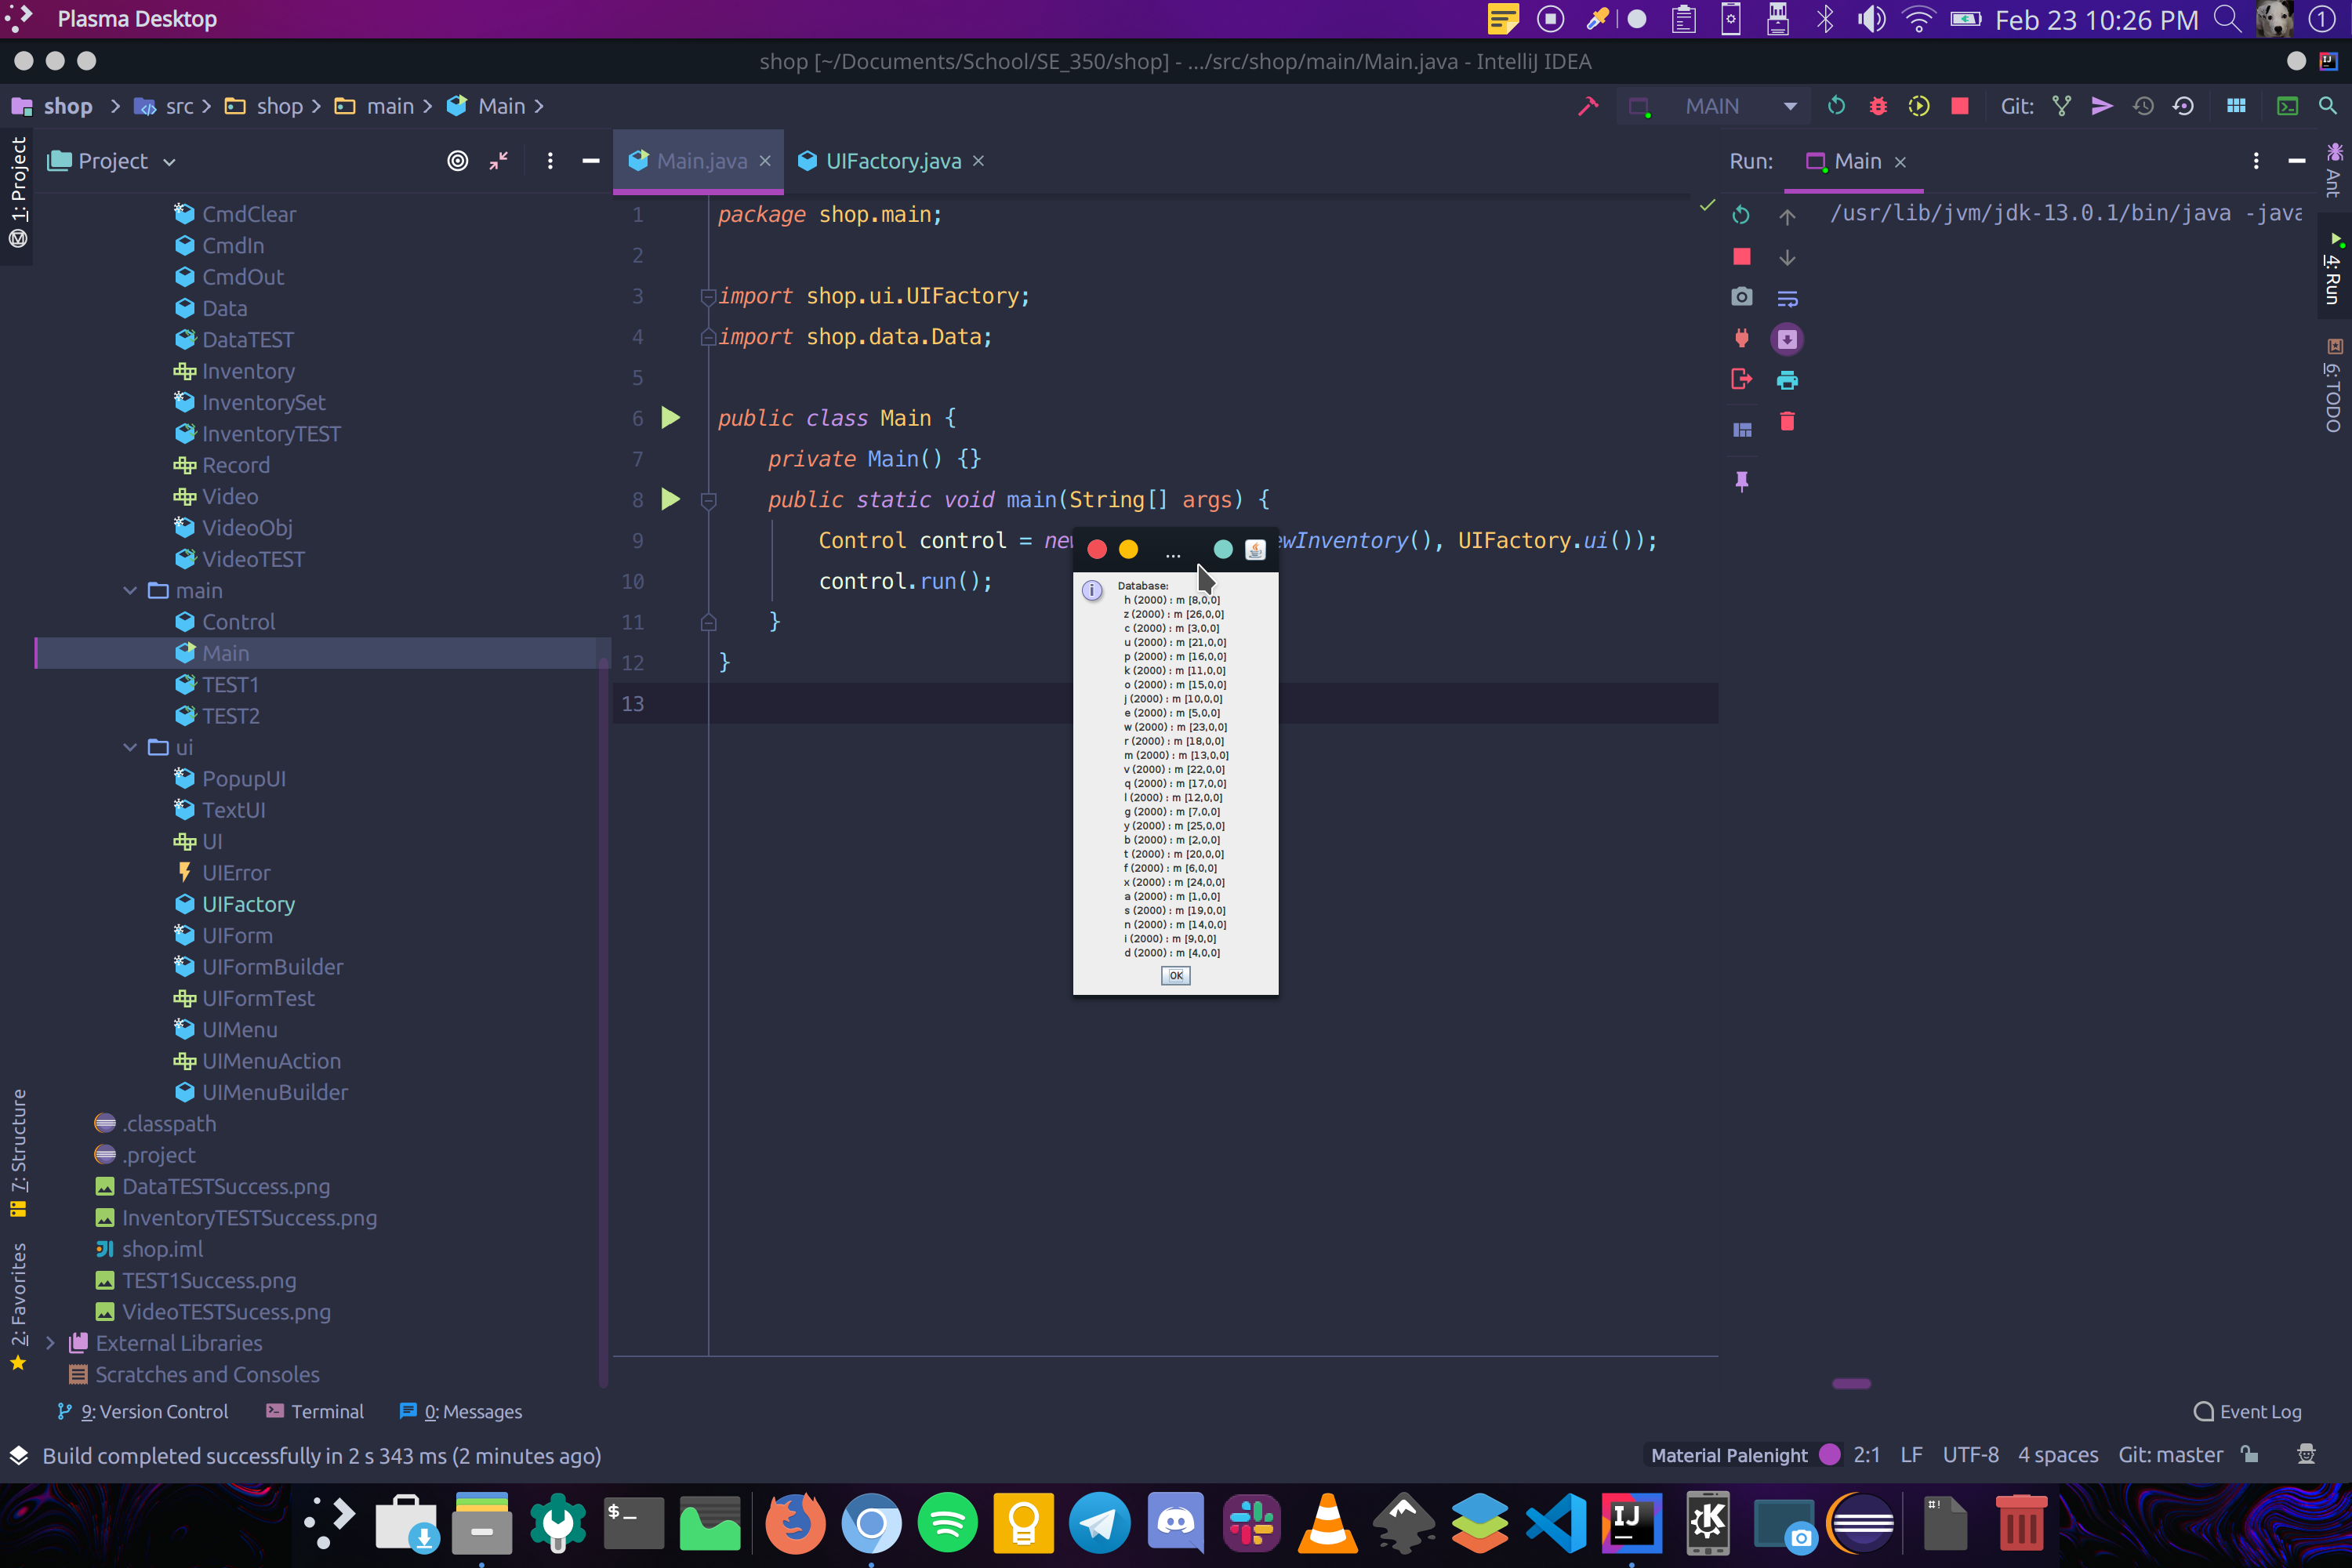 Plasma Desktop
Feb 23 10:26 PM
1
shop [~/Documents/School/SE_350/shop] - .../src/shop/main/Main.java - IntelliJ IDEA
shop > src > shop > main > Main >
MAIN
Git:
1: Project
Project
CmdClear
CmdIn
CmdOut
Data
DataTEST
Inventory
InventorySet
InventoryTEST
Record
Video
VideoObj
VideoTEST
main
Control
Main
TEST1
TEST2
ui
PopupUI
TextUI
UI
UIError
UIFactory
UIForm
UIFormBuilder
UIFormTest
UIMenu
UIMenuAction
UIMenuBuilder
.classpath
.project
DataTESTSuccess.png
InventoryTESTSuccess.png
shop.iml
TEST1Success.png
VideoTESTSucess.png
External Libraries
Scratches and Consoles
7: Structure
2: Favorites
Main.java
UIFactory.java
1 package shop.main;
2
3 import shop.ui.UIFactory;
4 import shop.data.Data;
5
6 public class Main {
7 private Main() {}
8 public static void main(String[] args) {
9 Control control = new ewInventory(), UIFactory.ui());
10 control.run();
11 }
12 }
13
...
Database:
h (2000) : m [8,0,0]
z (2000) : m [26,0,0]
c (2000) : m [3,0,0]
u (2000) : m [21,0,0]
p (2000) : m [16,0,0]
k (2000) : m [11,0,0]
o (2000) : m [15,0,0]
j (2000) : m [10,0,0]
e (2000) : m [5,0,0]
w (2000) : m [23,0,0]
r (2000) : m [18,0,0]
m (2000) : m [13,0,0]
v (2000) : m [22,0,0]
q (2000) : m [17,0,0]
l (2000) : m [12,0,0]
g (2000) : m [7,0,0]
y (2000) : m [25,0,0]
b (2000) : m [2,0,0]
t (2000) : m [20,0,0]
f (2000) : m [6,0,0]
x (2000) : m [24,0,0]
a (2000) : m [1,0,0]
s (2000) : m [19,0,0]
n (2000) : m [14,0,0]
i (2000) : m [9,0,0]
d (2000) : m [4,0,0]
OK
Run:
Main
/usr/lib/jvm/jdk-13.0.1/bin/java -java
Ant
4: Run
6: TODO
9: Version Control
Terminal
0: Messages
Event Log
Build completed successfully in 2 s 343 ms (2 minutes ago)
Material Palenight
2:1
LF
UTF-8
4 spaces
Git: master
$_
IJ
K
#!